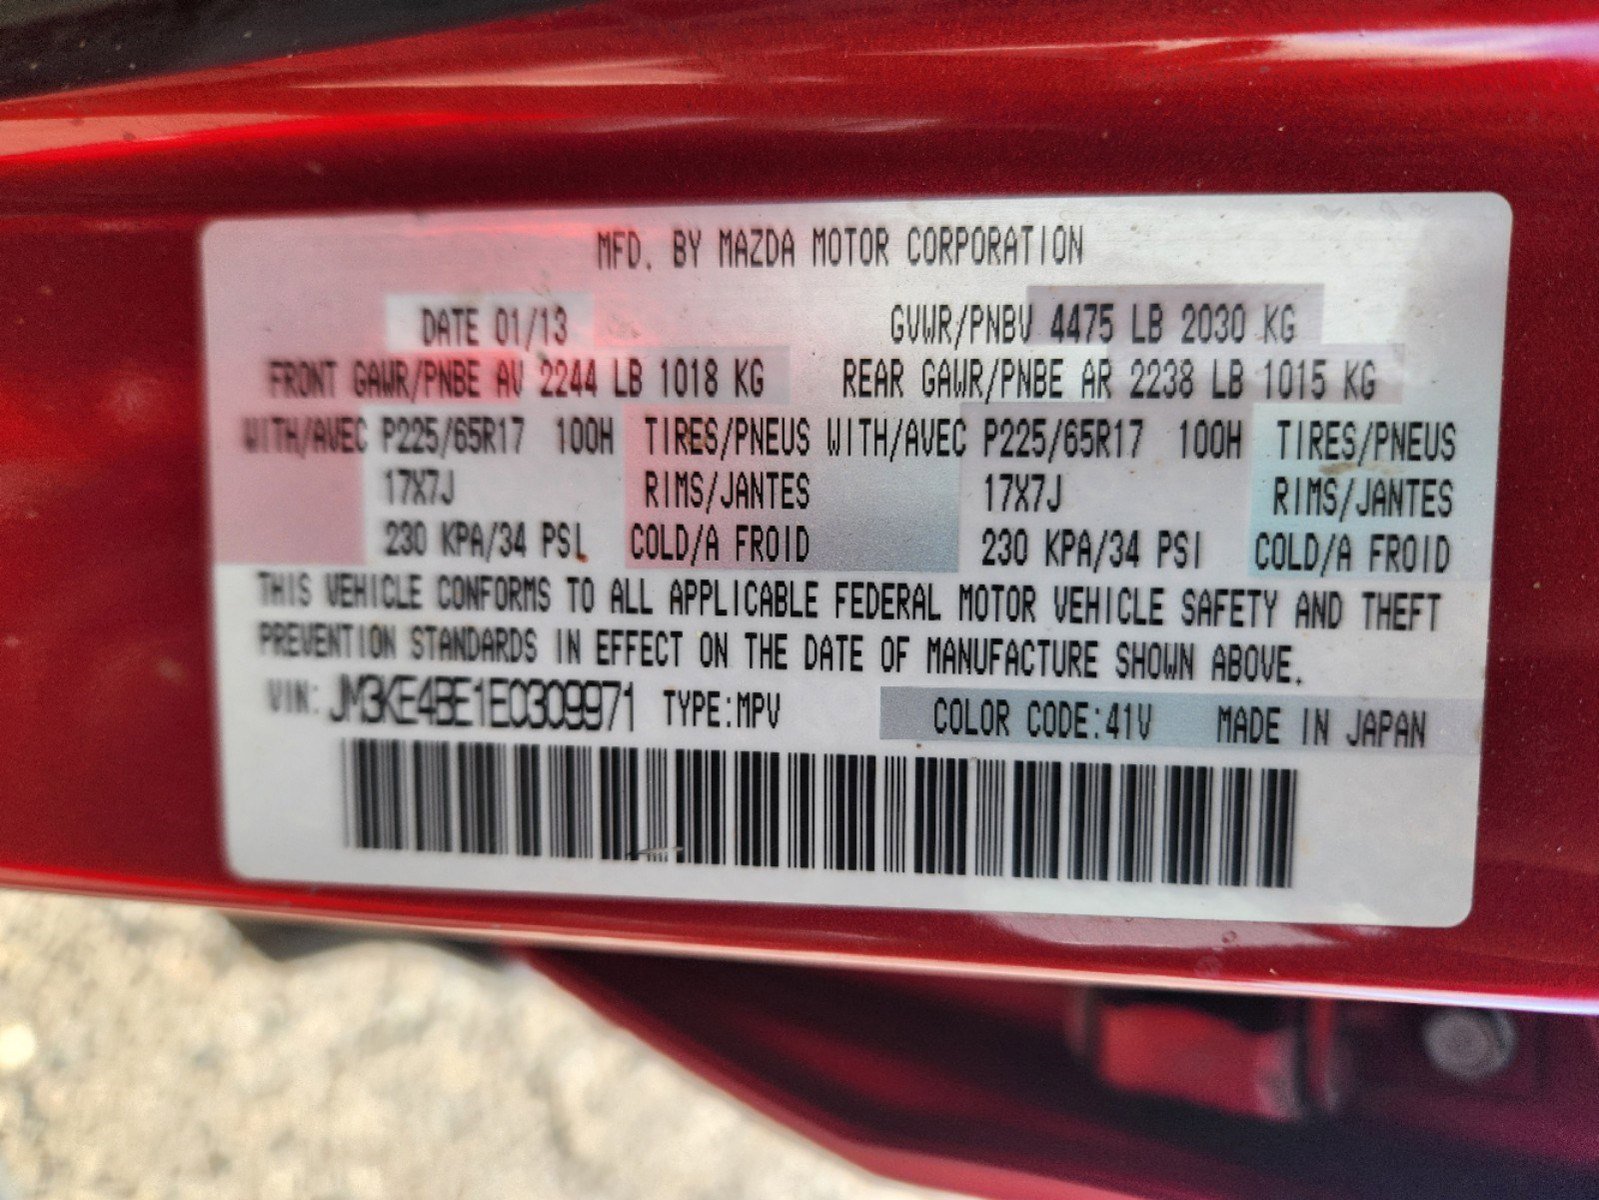 MFD. BY MAZDA MOTOR CORPORATION
DATE 01/13 GVWR/PNBV 4475 LB 2030 KG
FRONT GAWR/PNBE AV 2244 LB 1018 KG REAR GAWR/PNBE AR 2238 LB 1015 KG
WITH/AVEC P225/65R17 100H TIRES/PNEUS WITH/AVEC P225/65R17 100H TIRES/PNEUS
17X7J RIMS/JANTES 17X7J RIMS/JANTES
230 KPA/34 PSI COLD/A FROID 230 KPA/34 PSI COLD/A FROID
THIS VEHICLE CONFORMS TO ALL APPLICABLE FEDERAL MOTOR VEHICLE SAFETY AND THEFT
PREVENTION STANDARDS IN EFFECT ON THE DATE OF MANUFACTURE SHOWN ABOVE.
VIN: JM3KE4BE1E0309971 TYPE:MPV COLOR CODE:41V MADE IN JAPAN